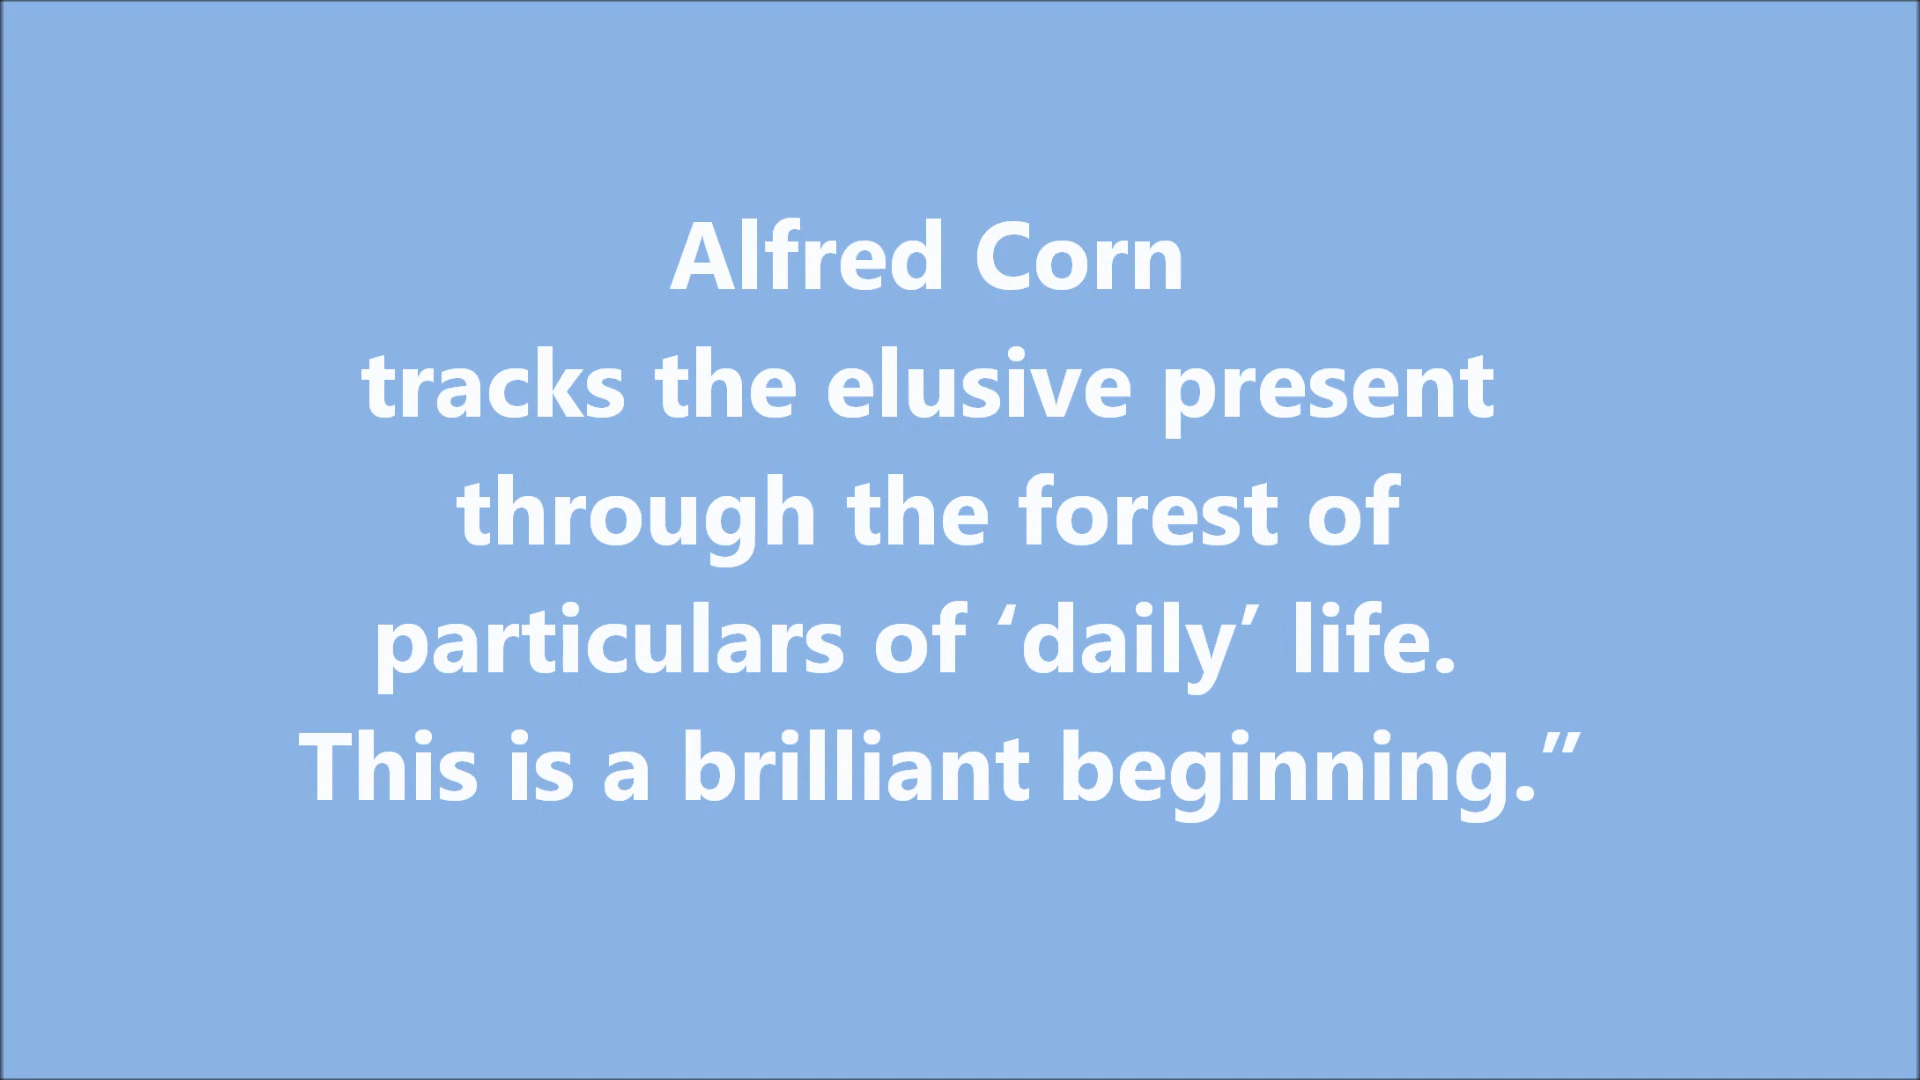 Alfred Corn
tracks the elusive present
through the forest of
particulars of ‘daily’ life.
This is a brilliant beginning.”